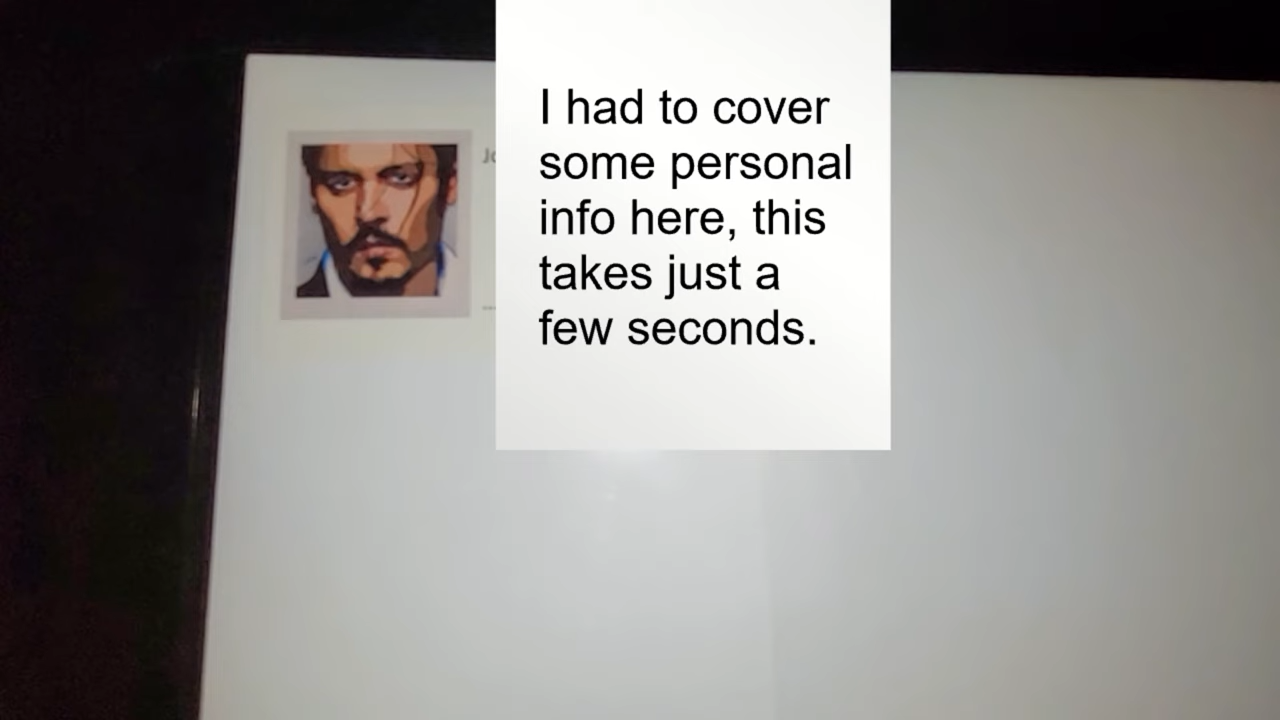 I had to cover
some personal
info here, this
takes just a
few seconds.